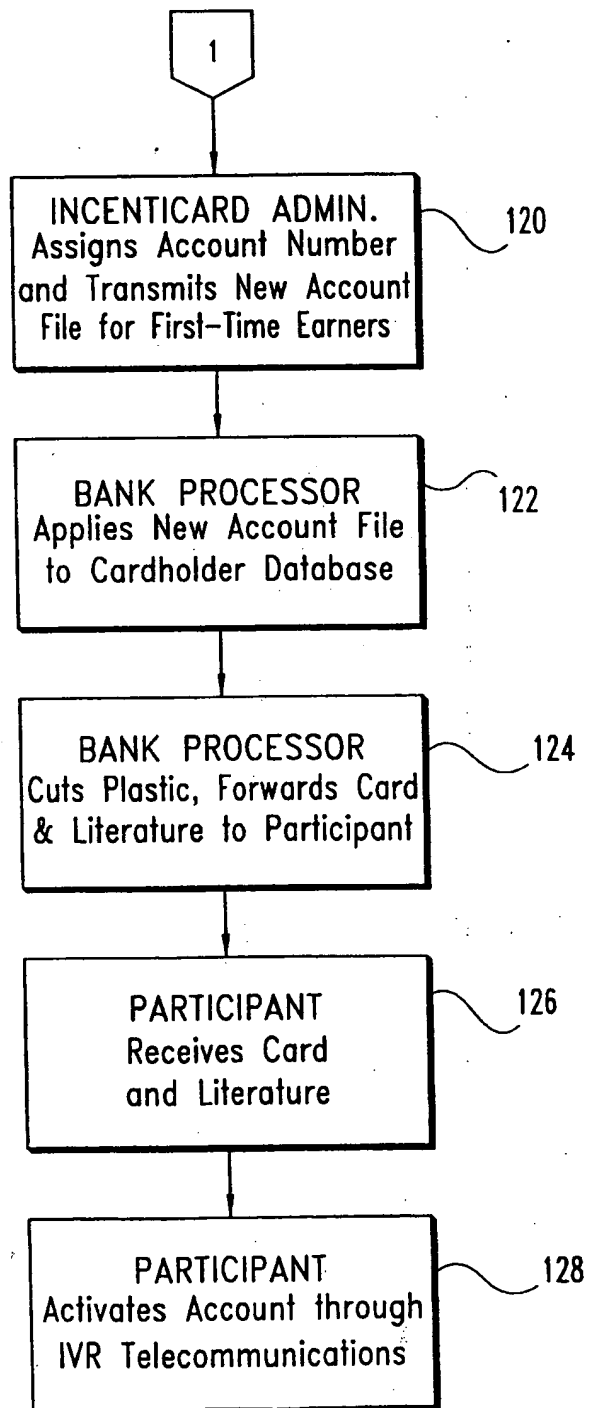 1
INCENTICARD ADMIN.
Assigns Account Number
and Transmits New Account
File for First-Time Earners
120
BANK PROCESSOR
Applies New Account File
to Cardholder Database
122
BANK PROCESSOR
Cuts Plastic, Forwards Card
& Literature to Participant
124
PARTICIPANT
Receives Card
and Literature
126
PARTICIPANT
Activates Account through
IVR Telecommunications
128